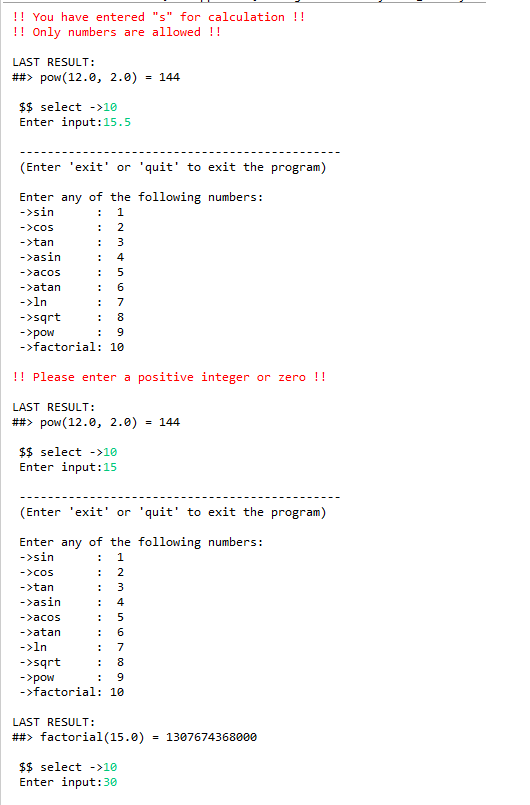 !! You have entered "s" for calculation !!
!! Only numbers are allowed !!
LAST RESULT:
##> pow(12.0, 2.0) = 144
$$ select ->10
Enter input:15.5
----------------------------------------------
(Enter 'exit' or 'quit' to exit the program)
Enter any of the following numbers:
->sin      :  1
->cos      :  2
->tan      :  3
->asin     :  4
->acos     :  5
->atan     :  6
->ln       :  7
->sqrt     :  8
->pow      :  9
->factorial: 10
!! Please enter a positive integer or zero !!
LAST RESULT:
##> pow(12.0, 2.0) = 144
$$ select ->10
Enter input:15
----------------------------------------------
(Enter 'exit' or 'quit' to exit the program)
Enter any of the following numbers:
->sin      :  1
->cos      :  2
->tan      :  3
->asin     :  4
->acos     :  5
->atan     :  6
->ln       :  7
->sqrt     :  8
->pow      :  9
->factorial: 10
LAST RESULT:
##> factorial(15.0) = 1307674368000
$$ select ->10
Enter input:30